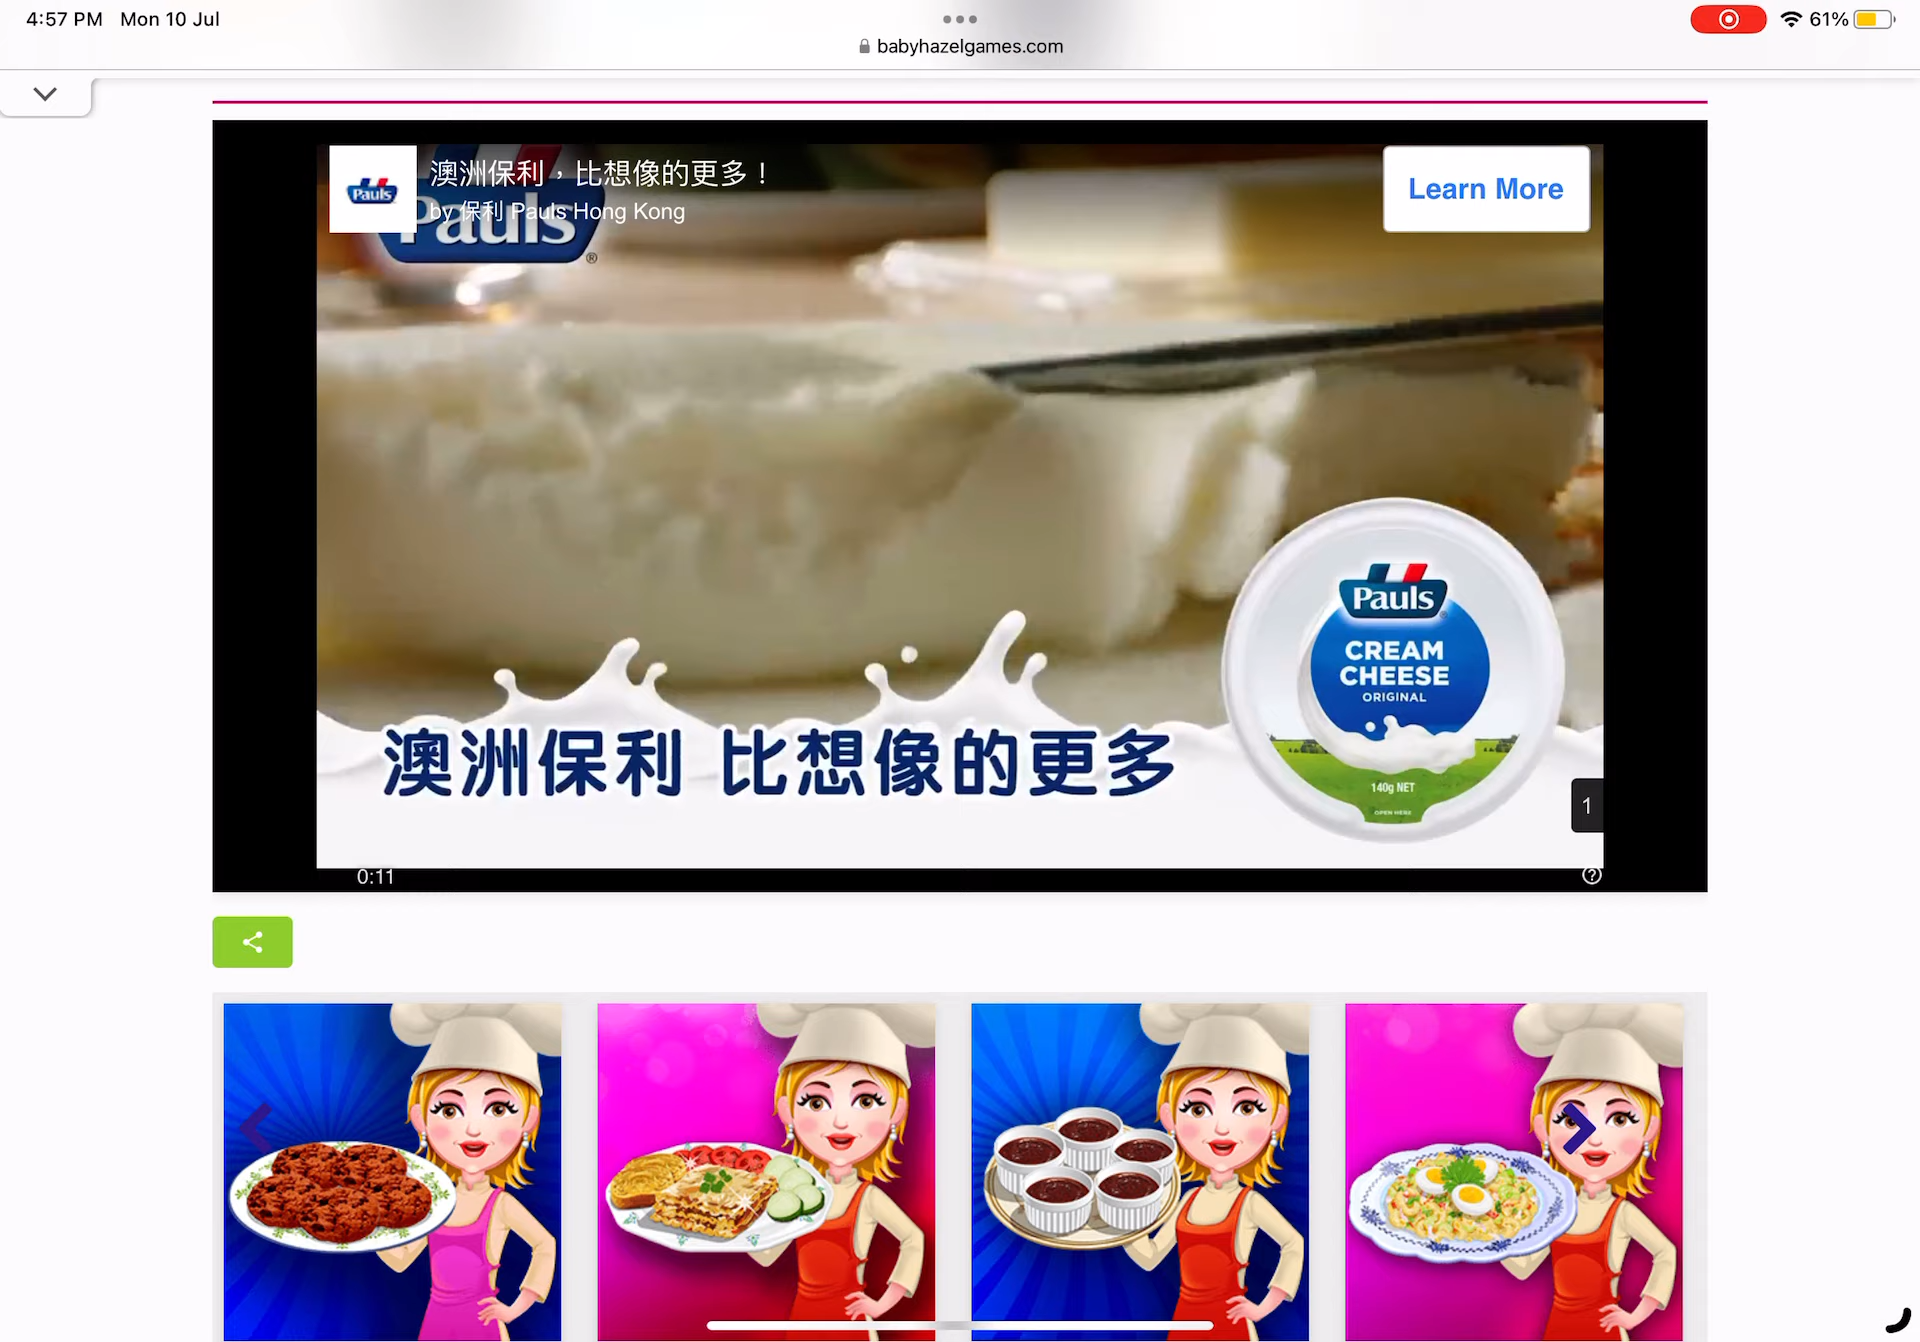 4:57 PM Mon 10 Jul
61%
babyhazelgames.com
Pauls
澳洲保利，比想像的更多！
by 保利 Pauls Hong Kong
Learn More
Pauls
®
Pauls
CREAM
CHEESE
ORIGINAL
澳洲保利 比想像的更多
140g NET
OPEN HERE
1
0:11